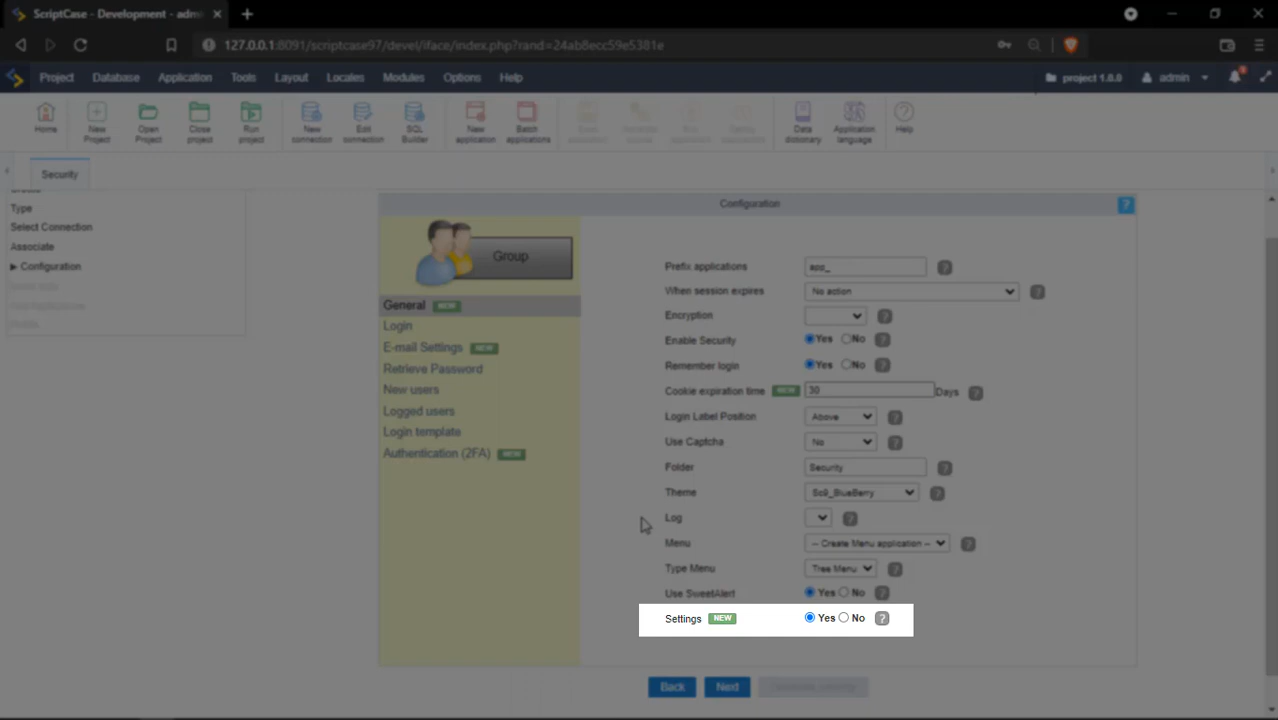 ScriptCase - Development - adm
127.0.0.1:8091/scriptcase97/devel/iface/index.php?rand=24ab8ecc59e5381e
Project Database Application Tools Layout Locales Modules Options Help
project 1.0.0 admin
Home
New Project
Open Project
Close project
Run project
New connection
Edit connection
SQL Builder
New application
Batch applications
Data dictionary
Application language
Help
Security
Type
Select Connection
Associate
Configuration
Configuration
?
Group
General NEW
Login
E-mail Settings NEW
Retrieve Password
New users
Logged users
Login template
Authentication (2FA) NEW
Prefix applications app_ ?
When session expires No action ?
Encryption ?
Enable Security Yes No ?
Remember login Yes No ?
Cookie expiration time NEW 30 Days ?
Login Label Position Above ?
Use Captcha No ?
Folder Security ?
Theme Sc9_BlueBerry ?
Log ?
Menu -- Create Menu application -- ?
Type Menu Tree Menu ?
Use SweetAlert Yes No ?
Settings NEW Yes No ?
Back Next